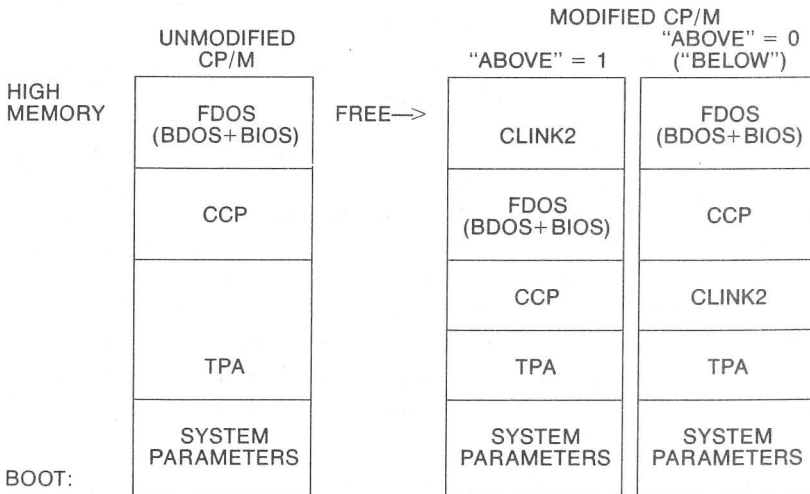 MODIFIED CP/M
UNMODIFIED
CP/M
"ABOVE" = 1
"ABOVE" = 0
("BELOW")
HIGH
MEMORY
FDOS
(BDOS+BIOS)
FREE—>
CLINK2
FDOS
(BDOS+BIOS)
CCP
FDOS
(BDOS+BIOS)
CCP
CCP
CLINK2
TPA
TPA
TPA
SYSTEM
PARAMETERS
SYSTEM
PARAMETERS
SYSTEM
PARAMETERS
BOOT: